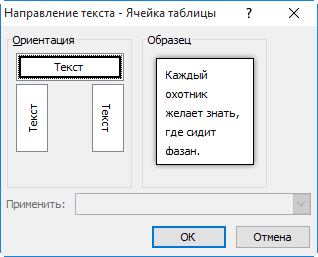 Направление текста - Ячейка таблицы
Ориентация
Текст
Текст
Текст
Образец
Каждый
охотник
желает знать,
где сидит
фазан.
Применить:
ОК
Отмена